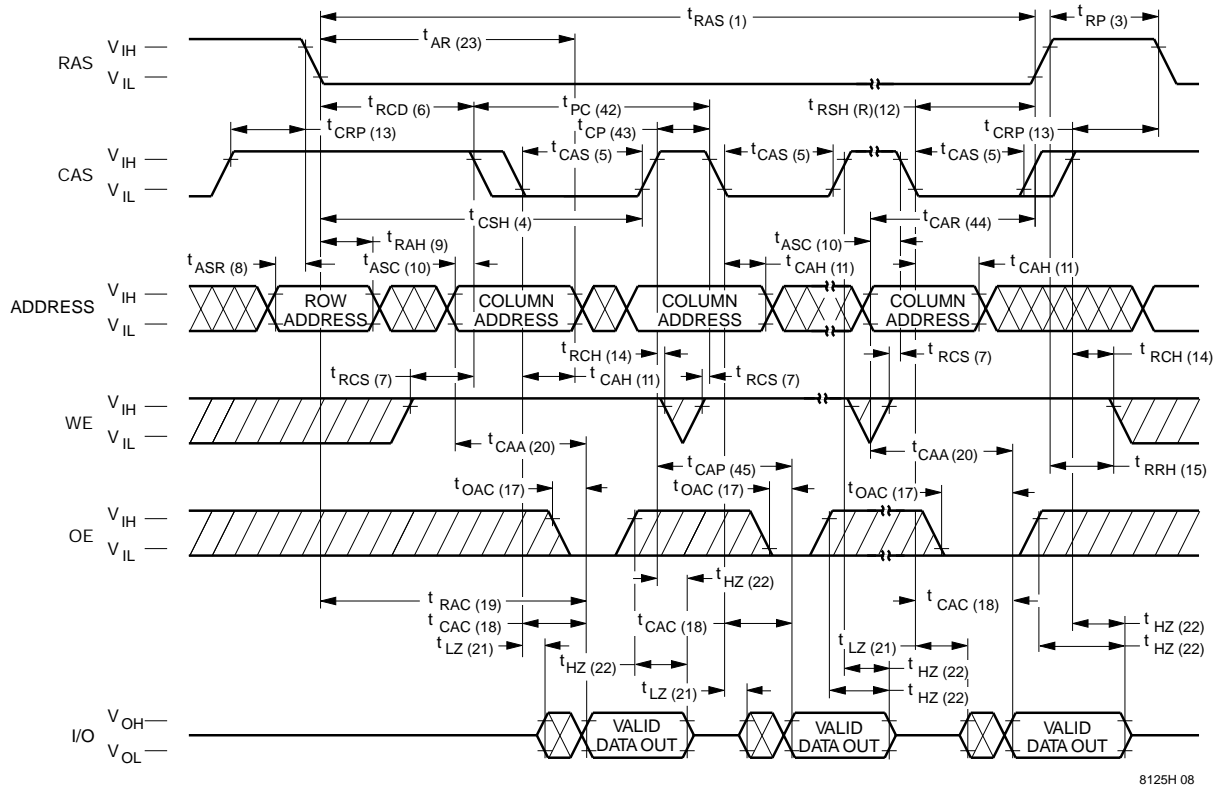 t RAS (1)
t RP (3)
t AR (23)
RAS
V IH
V IL
t RCD (6)
t PC (42)
t RSH (R)(12)
t CRP (13)
t CP (43)
t CRP (13)
CAS
V IH
V IL
t CAS (5)
t CAS (5)
t CAS (5)
t CSH (4)
t CAR (44)
t RAH (9)
t ASC (10)
t ASR (8)
t ASC (10)
t CAH (11)
t CAH (11)
ADDRESS
V IH
V IL
ROW ADDRESS
COLUMN ADDRESS
COLUMN ADDRESS
COLUMN ADDRESS
t RCH (14)
t RCS (7)
t RCH (14)
t RCS (7)
t CAH (11)
t RCS (7)
WE
V IH
V IL
t CAA (20)
t CAA (20)
t CAP (45)
t RRH (15)
t OAC (17)
t OAC (17)
t OAC (17)
OE
V IH
V IL
t HZ (22)
t RAC (19)
t CAC (18)
t CAC (18)
t CAC (18)
t LZ (21)
t LZ (21)
t HZ (22)
t HZ (22)
t HZ (22)
t HZ (22)
t LZ (21)
t HZ (22)
I/O
V OH
V OL
VALID DATA OUT
VALID DATA OUT
VALID DATA OUT
8125H 08